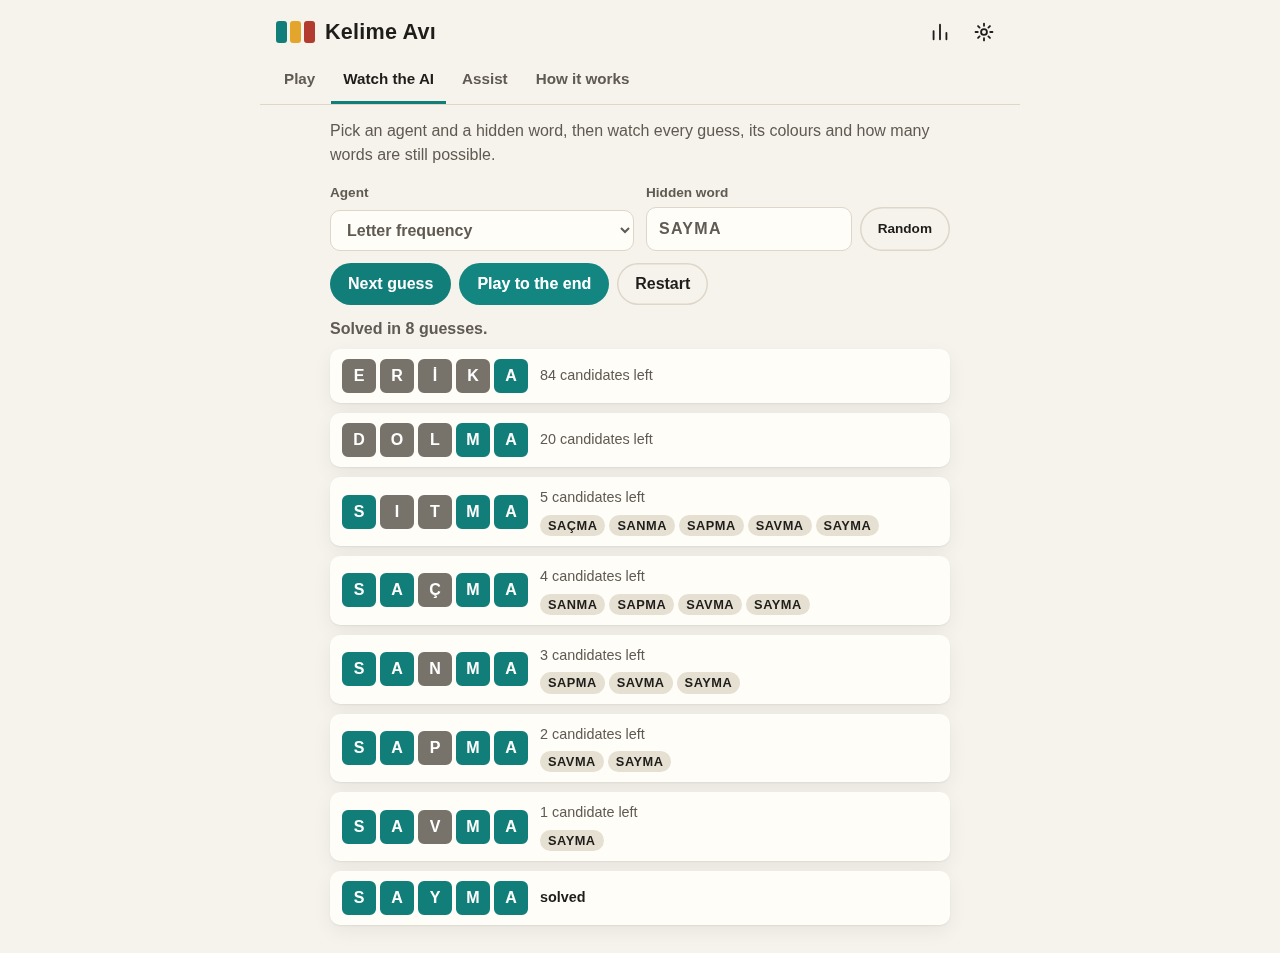 Kelime Avı
Play Watch the AI Assist How it works
Pick an agent and a hidden word, then watch every guess, its colours and how many
words are still possible.
Agent Hidden word
Letter frequency SAYMA Random
Next guess Play to the end Restart
Solved in 8 guesses.
E R İ K A 84 candidates left
D O L M A 20 candidates left
5 candidates left
S I T M A
SAÇMA SANMA SAPMA SAVMA SAYMA
4 candidates left
S A Ç M A
SANMA SAPMA SAVMA SAYMA
3 candidates left
S A N M A
SAPMA SAVMA SAYMA
2 candidates left
S A P M A
SAVMA SAYMA
1 candidate left
S A V M A
SAYMA
S A Y M A solved